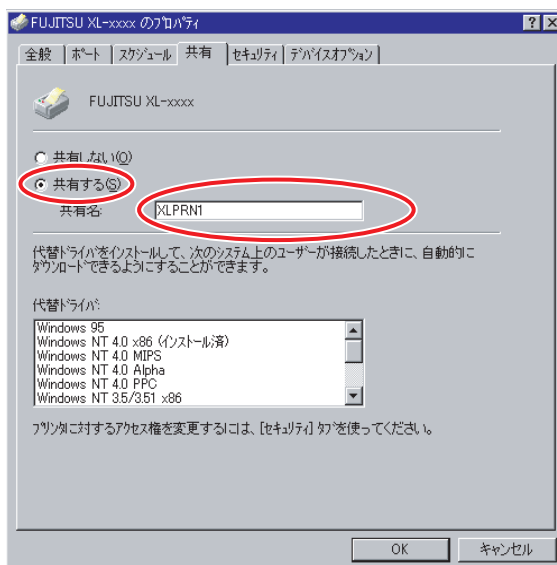 FUJITSU XL-xxxx のプロパティ
全般 ポート スケジュール 共有 セキュリティ デバイスオプション
FUJITSU XL-xxxx
共有しない(O)
共有する(S)
共有名: XLPRN1
代替ドライバをインストールして、次のシステム上のユーザーが接続したときに、自動的に
ダウンロードできるようにすることができます。
代替ドライバ:
Windows 95
Windows NT 4.0 x86 (インストール済)
Windows NT 4.0 MIPS
Windows NT 4.0 Alpha
Windows NT 4.0 PPC
Windows NT 3.5/3.51 x86
プリンタに対するアクセス権を変更するには、[セキュリティ] タブを使ってください。
OK キャンセル